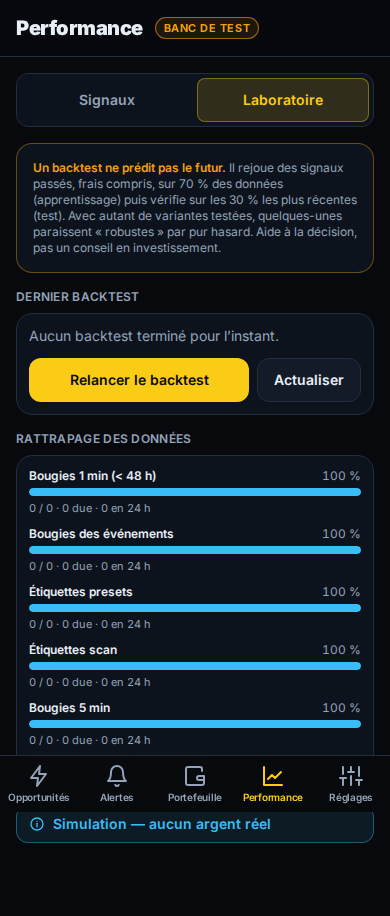 Performance
BANC DE TEST
Signaux
Laboratoire
Un backtest ne prédit pas le futur. Il rejoue des signaux
passés, frais compris, sur 70 % des données
(apprentissage) puis vérifie sur les 30 % les plus récentes
(test). Avec autant de variantes testées, quelques-unes
paraissent « robustes » par pur hasard. Aide à la décision,
pas un conseil en investissement.
DERNIER BACKTEST
Aucun backtest terminé pour l’instant.
Relancer le backtest
Actualiser
RATTRAPAGE DES DONNÉES
Bougies 1 min (< 48 h)
100 %
0 / 0 · 0 due · 0 en 24 h
Bougies des événements
100 %
0 / 0 · 0 due · 0 en 24 h
Étiquettes presets
100 %
0 / 0 · 0 due · 0 en 24 h
Étiquettes scan
100 %
0 / 0 · 0 due · 0 en 24 h
Bougies 5 min
100 %
0 / 0 · 0 due · 0 en 24 h
Opportunités
Alertes
Portefeuille
Performance
Réglages
Simulation — aucun argent réel